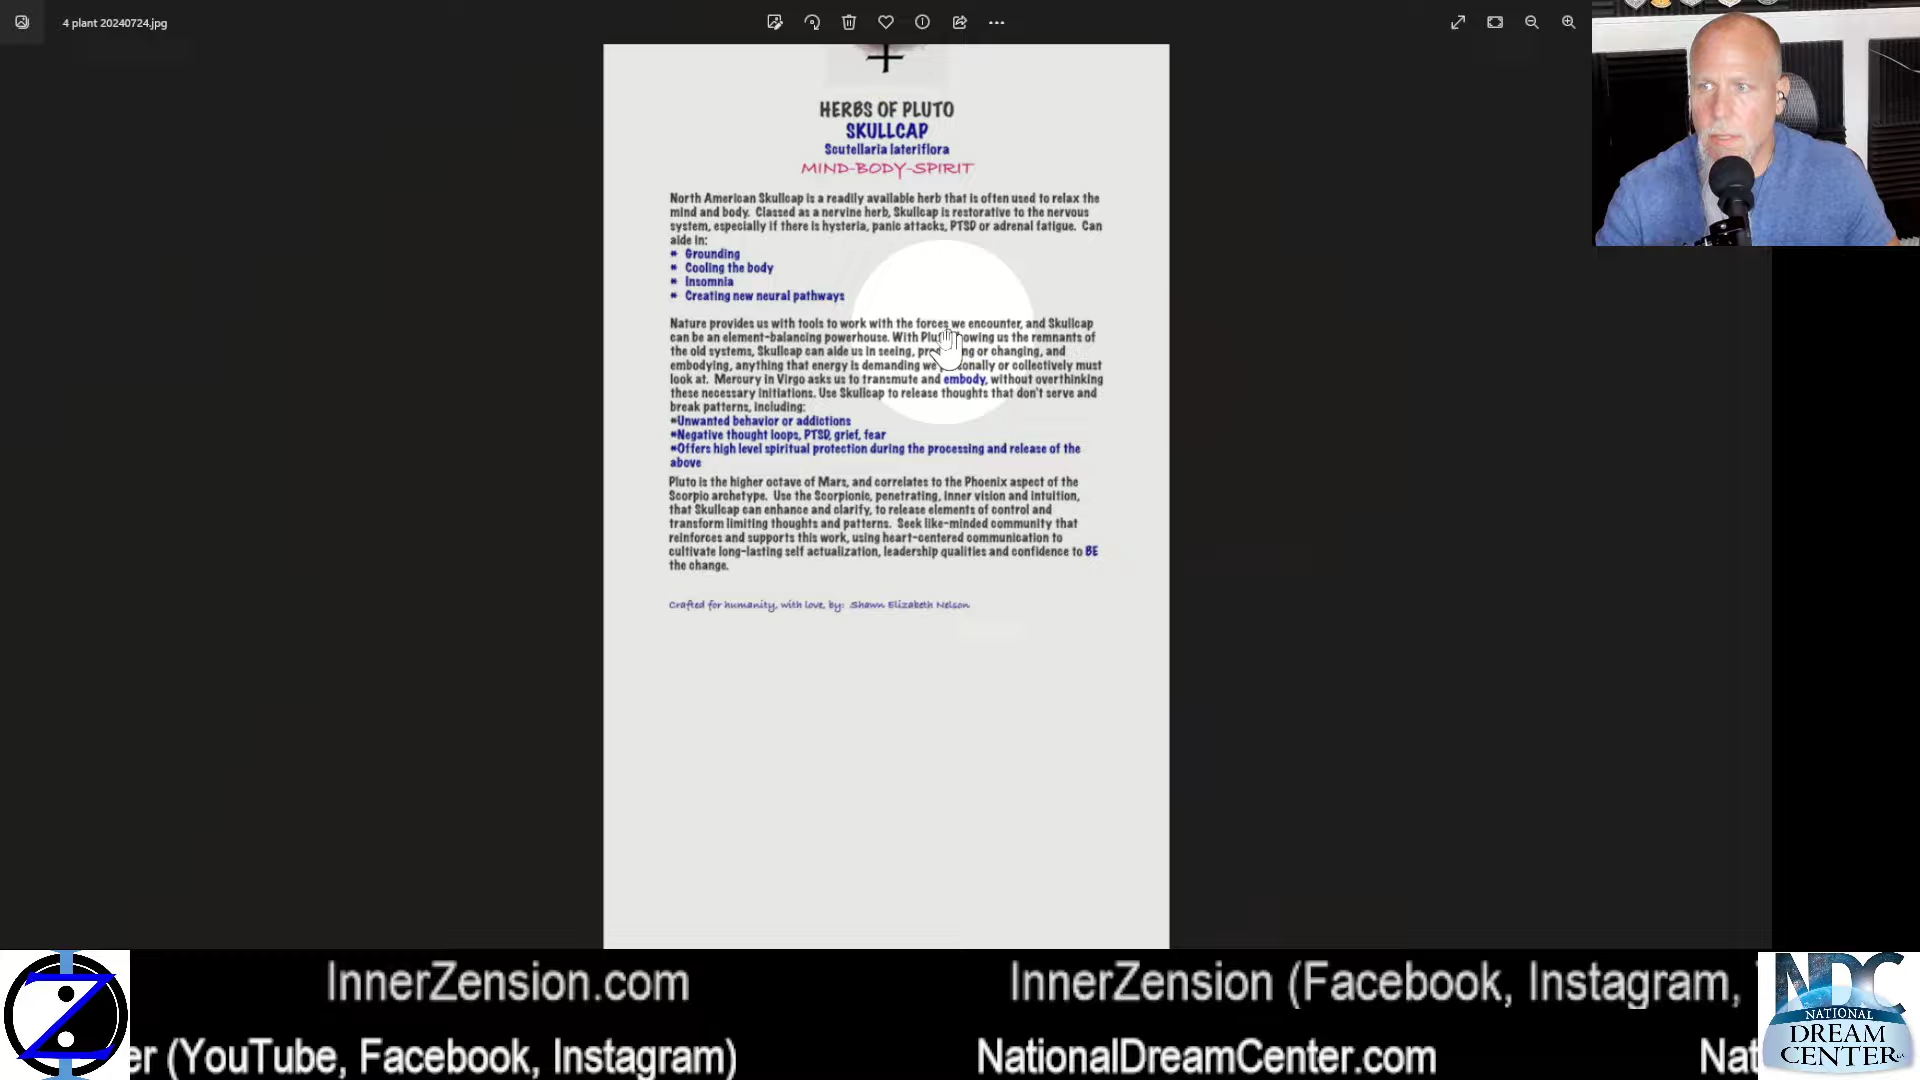 4 plant 20240724.jpg
HERBS OF PLUTO
SKULLCAP
Scutellaria lateriflora
MIND-BODY-SPIRIT
North American Skullcap is a readily available herb that is often used to relax the
mind and body. Classed as a nervine herb, Skullcap is restorative to the nervous
system, especially if there is hysteria, panic attacks, PTSD or adrenal fatigue. Can
aide in:
* Grounding
* Cooling the body
* Insomnia
* Creating new neural pathways
Nature provides us with tools to work with the forces we encounter, and Skullcap
can be an element-balancing powerhouse. With owing us the remnants of
the old systems, Skullcap can aide us in seeing, or changing, and
embodying, anything that energy is demanding we or collectively must
look at. Mercury in Virgo asks us to transmute and embody, without overthinking
these necessary initiations. Use Skullcap to release thoughts that don't serve and
break patterns, including:
*Unwanted behavior or addictions
*Negative thought loops, PTSD, grief, fear
*Offers high level spiritual protection during the processing and release of the
above
Pluto is the higher octave of Mars, and correlates to the Phoenix aspect of the
Scorpio archetype. Use the Scorpionic, penetrating, inner vision and intuition,
that Skullcap can enhance and clarify, to release elements of control and
transform limiting thoughts and patterns. Seek like-minded community that
reinforces and supports this work, using heart-centered communication to
cultivate long-lasting self actualization, leadership qualities and confidence to BE
the change.
Crafted for humanity, with love, by: Shawn Elizabeth Nelson
InnerZension.com InnerZension (Facebook, Instagram,
er (YouTube, Facebook, Instagram) NationalDreamCenter.com Nat
Z
NDC
NATIONAL
DREAM
CENTER